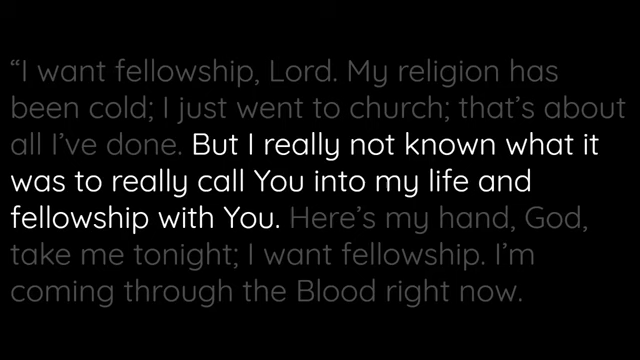 “I want fellowship, Lord. My religion has
been cold; I just went to church; that’s about
all I’ve done. But I really not known what it
was to really call You into my life and
fellowship with You. Here’s my hand, God,
take me tonight; I want fellowship. I’m
coming through the Blood right now.